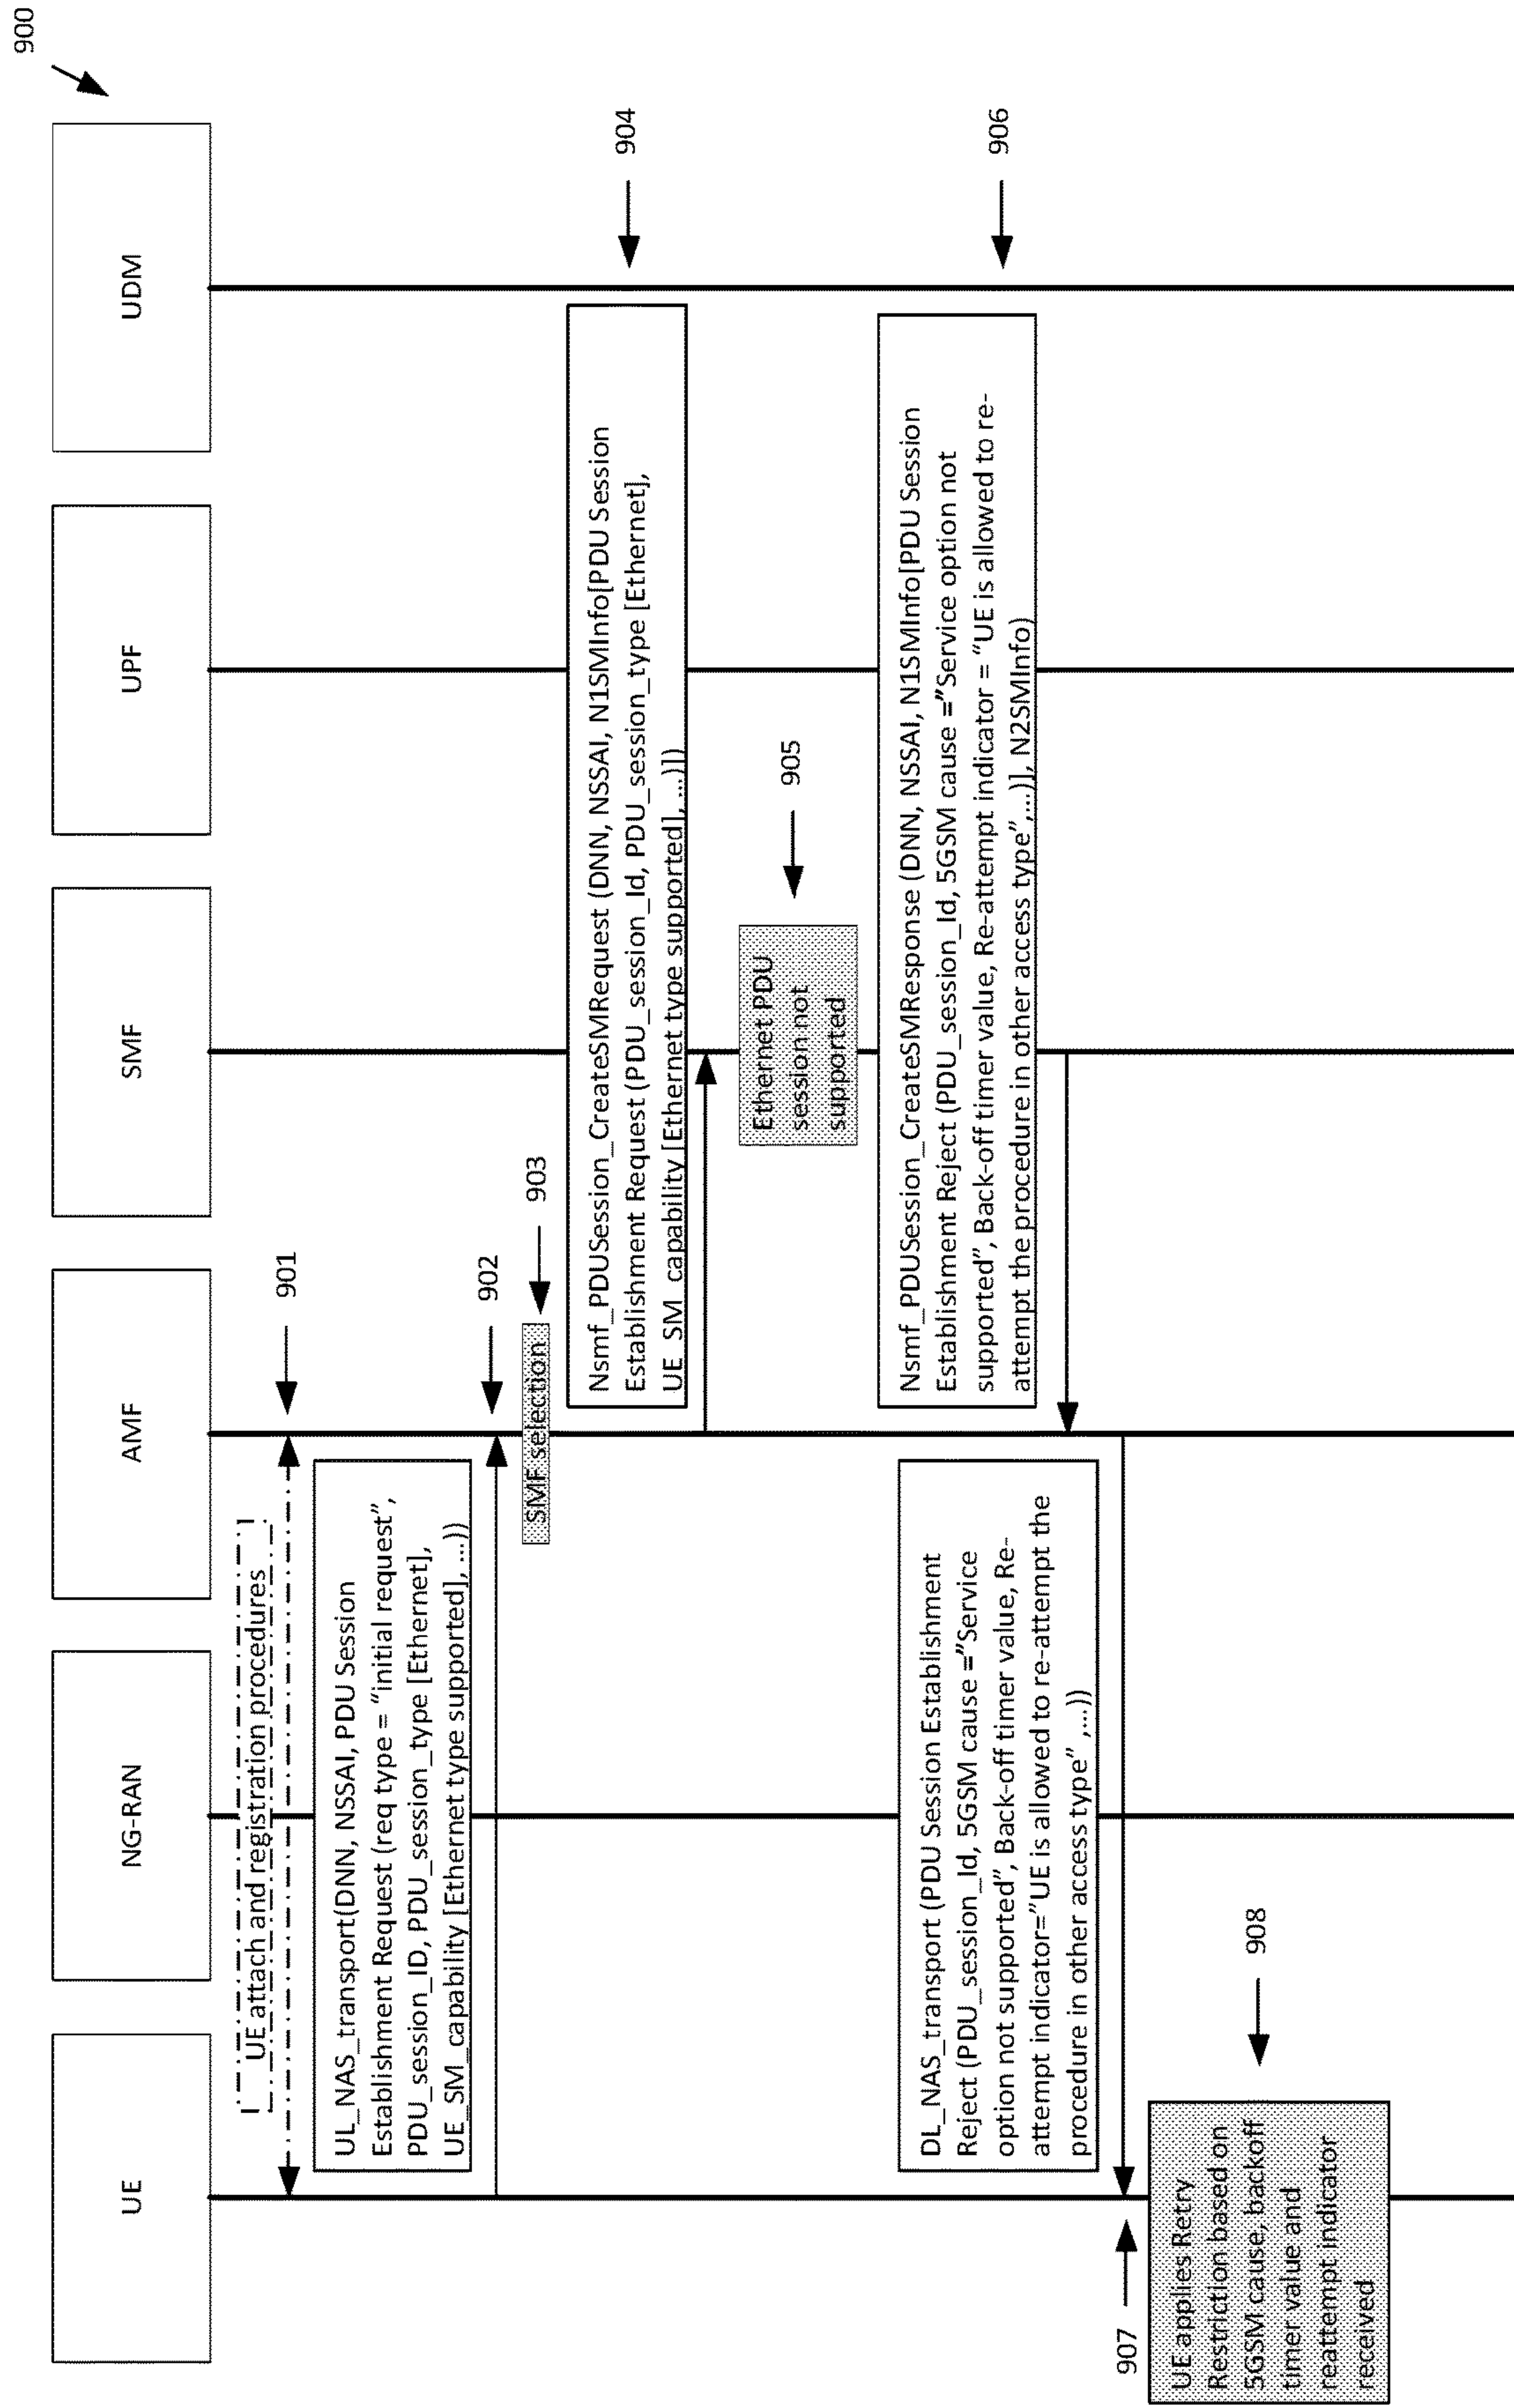 900
UE
NG-RAN
AMF
SMF
UPF
UDM
UE attach and registration procedures
901
UL_NAS_transport(DNN, NSSAI, PDU Session
Establishment Request (req type = “initial request”,
PDU_session_ID, PDU_session_type [Ethernet],
UE_SM_capability [Ethernet type supported], ...))
902
SMF selection
903
Nsmf_PDUSession_CreateSMRequest (DNN, NSSAI, N1SMInfo[PDU Session
Establishment Request (PDU_session_Id, PDU_session_type [Ethernet],
UE_SM_capability [Ethernet type supported], ...)])
904
Ethernet PDU
session not
supported
905
Nsmf_PDUSession_CreateSMResponse (DNN, NSSAI, N1SMInfo[PDU Session
Establishment Reject (PDU_session_Id, 5GSM cause =”Service option not
supported”, Back-off timer value, Re-attempt indicator = “UE is allowed to re-
attempt the procedure in other access type”,...)], N2SMInfo)
906
DL_NAS_transport (PDU Session Establishment
Reject (PDU_session_Id, 5GSM cause =”Service
option not supported”, Back-off timer value, Re-
attempt indicator=”UE is allowed to re-attempt the
procedure in other access type” ,...))
907
UE applies Retry
Restriction based on
5GSM cause, backoff
timer value and
reattempt indicator
received
908